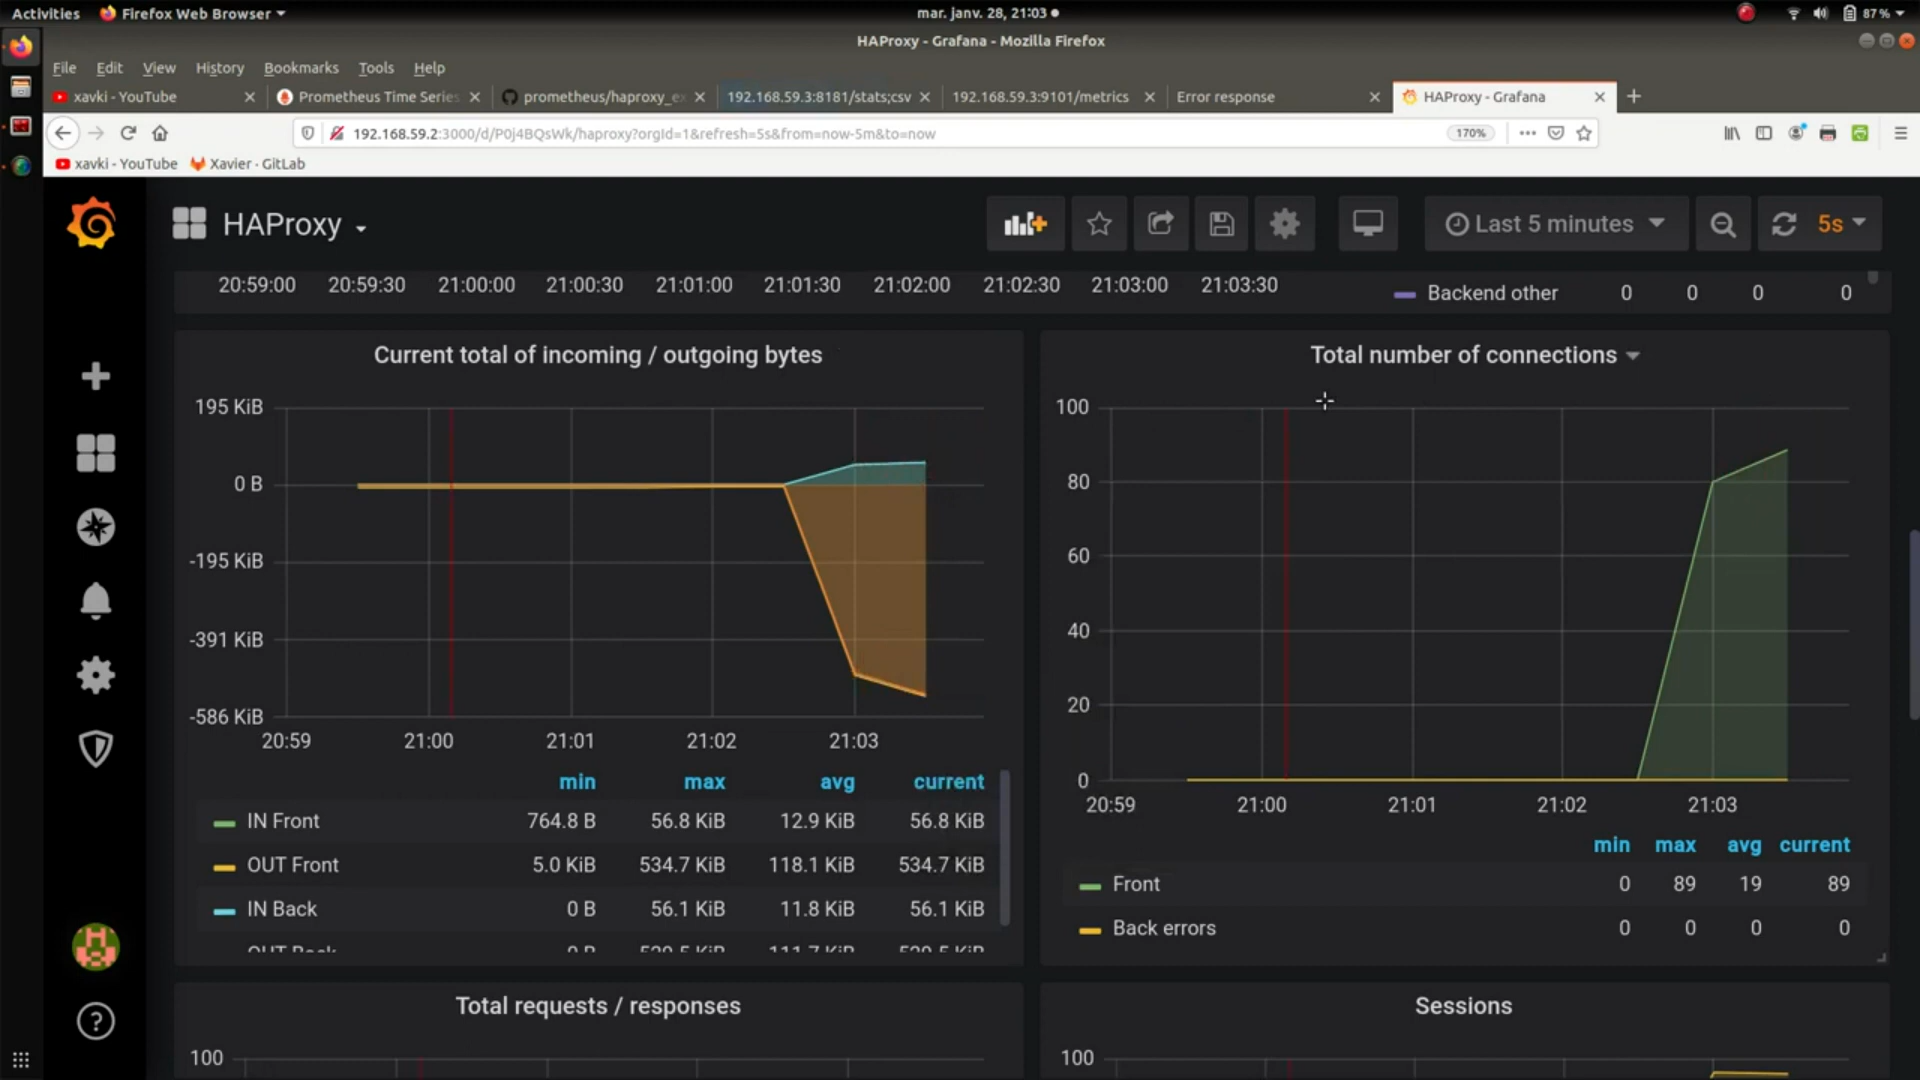 Activities Firefox Web Browser mar. janv. 28, 21:03 87 %
HAProxy - Grafana - Mozilla Firefox
File Edit View History Bookmarks Tools Help
xavki - YouTube Prometheus Time Series prometheus/haproxy_ex 192.168.59.3:8181/stats;csv 192.168.59.3:9101/metrics Error response HAProxy - Grafana
192.168.59.2:3000/d/P0j4BQsWk/haproxy?orgId=1&refresh=5s&from=now-5m&to=now 170%
xavki - YouTube Xavier · GitLab
HAProxy Last 5 minutes 5s
20:59:00 20:59:30 21:00:00 21:00:30 21:01:00 21:01:30 21:02:00 21:02:30 21:03:00 21:03:30
Backend other 0 0 0 0
Current total of incoming / outgoing bytes
195 KiB
0 B
-195 KiB
-391 KiB
-586 KiB
20:59 21:00 21:01 21:02 21:03
min max avg current
IN Front 764.8 B 56.8 KiB 12.9 KiB 56.8 KiB
OUT Front 5.0 KiB 534.7 KiB 118.1 KiB 534.7 KiB
IN Back 0 B 56.1 KiB 11.8 KiB 56.1 KiB
OUT Back 0 B 111.7 KiB
Total number of connections
100
80
60
40
20
0
20:59 21:00 21:01 21:02 21:03
min max avg current
Front 0 89 19 89
Back errors 0 0 0 0
Total requests / responses
100
Sessions
100